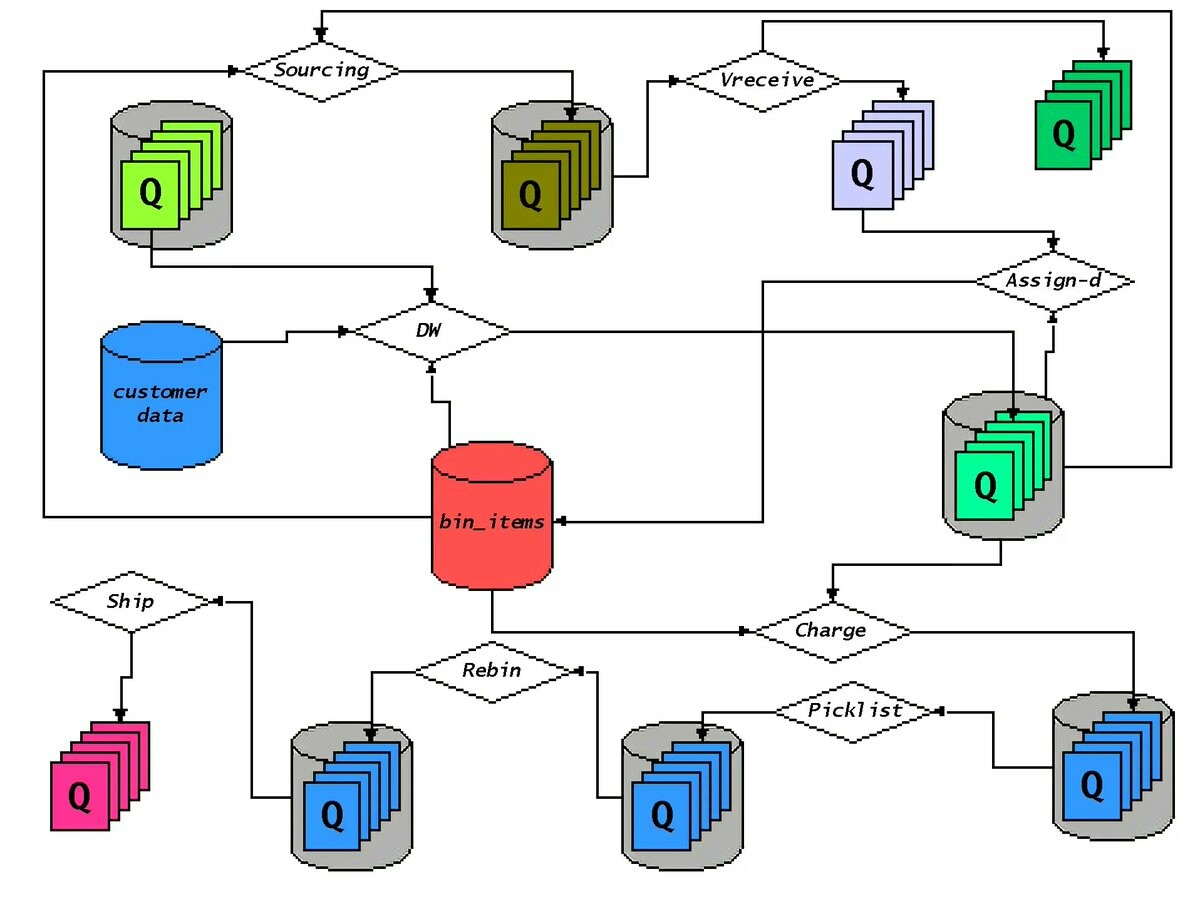 Sourcing
Vreceive
Q
Q
Q
Q
Assign-d
DW
customer
data
Q
bin_items
Ship
Charge
Rebin
Picklist
Q
Q
Q
Q